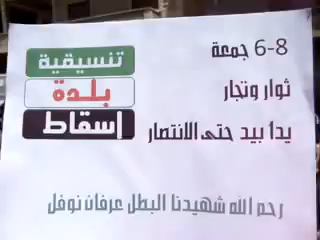 6-8 جمعة
ثوار وتجار
يدا بيد حتى الانتصار
تنسيقية
بلدة
إسقاط
رحم الله شهيدنا البطل عرفان نوفل